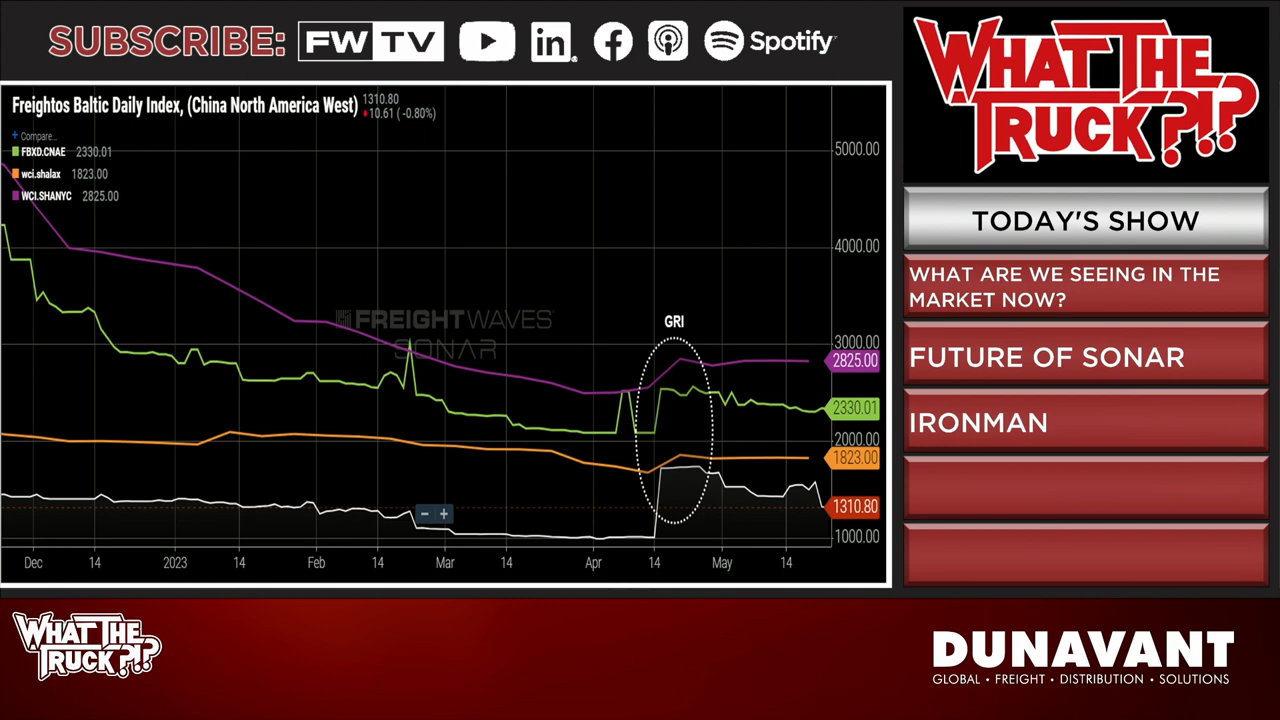 SUBSCRIBE: FW TV in Spotify
Freightos Baltic Daily Index, (China North America West) 1310.80
10.61 ( -0.80%)
+ Compare...
FBXD.CNAE 2330.01
wci.shalax 1823.00
WCI.SHANYC 2825.00
FREIGHTWAVES
SONAR
GRI
5000.00
4000.00
3000.00
2825.00
2330.01
2000.00
1823.00
1310.80
1000.00
− +
Dec 14 2023 14 Feb 14 Mar 14 Apr 14 May 14
WHAT THE
TRUCK?!?
TODAY'S SHOW
WHAT ARE WE SEEING IN THE
MARKET NOW?
FUTURE OF SONAR
IRONMAN
WHAT THE
TRUCK?!?
DUNAVANT
GLOBAL • FREIGHT • DISTRIBUTION • SOLUTIONS